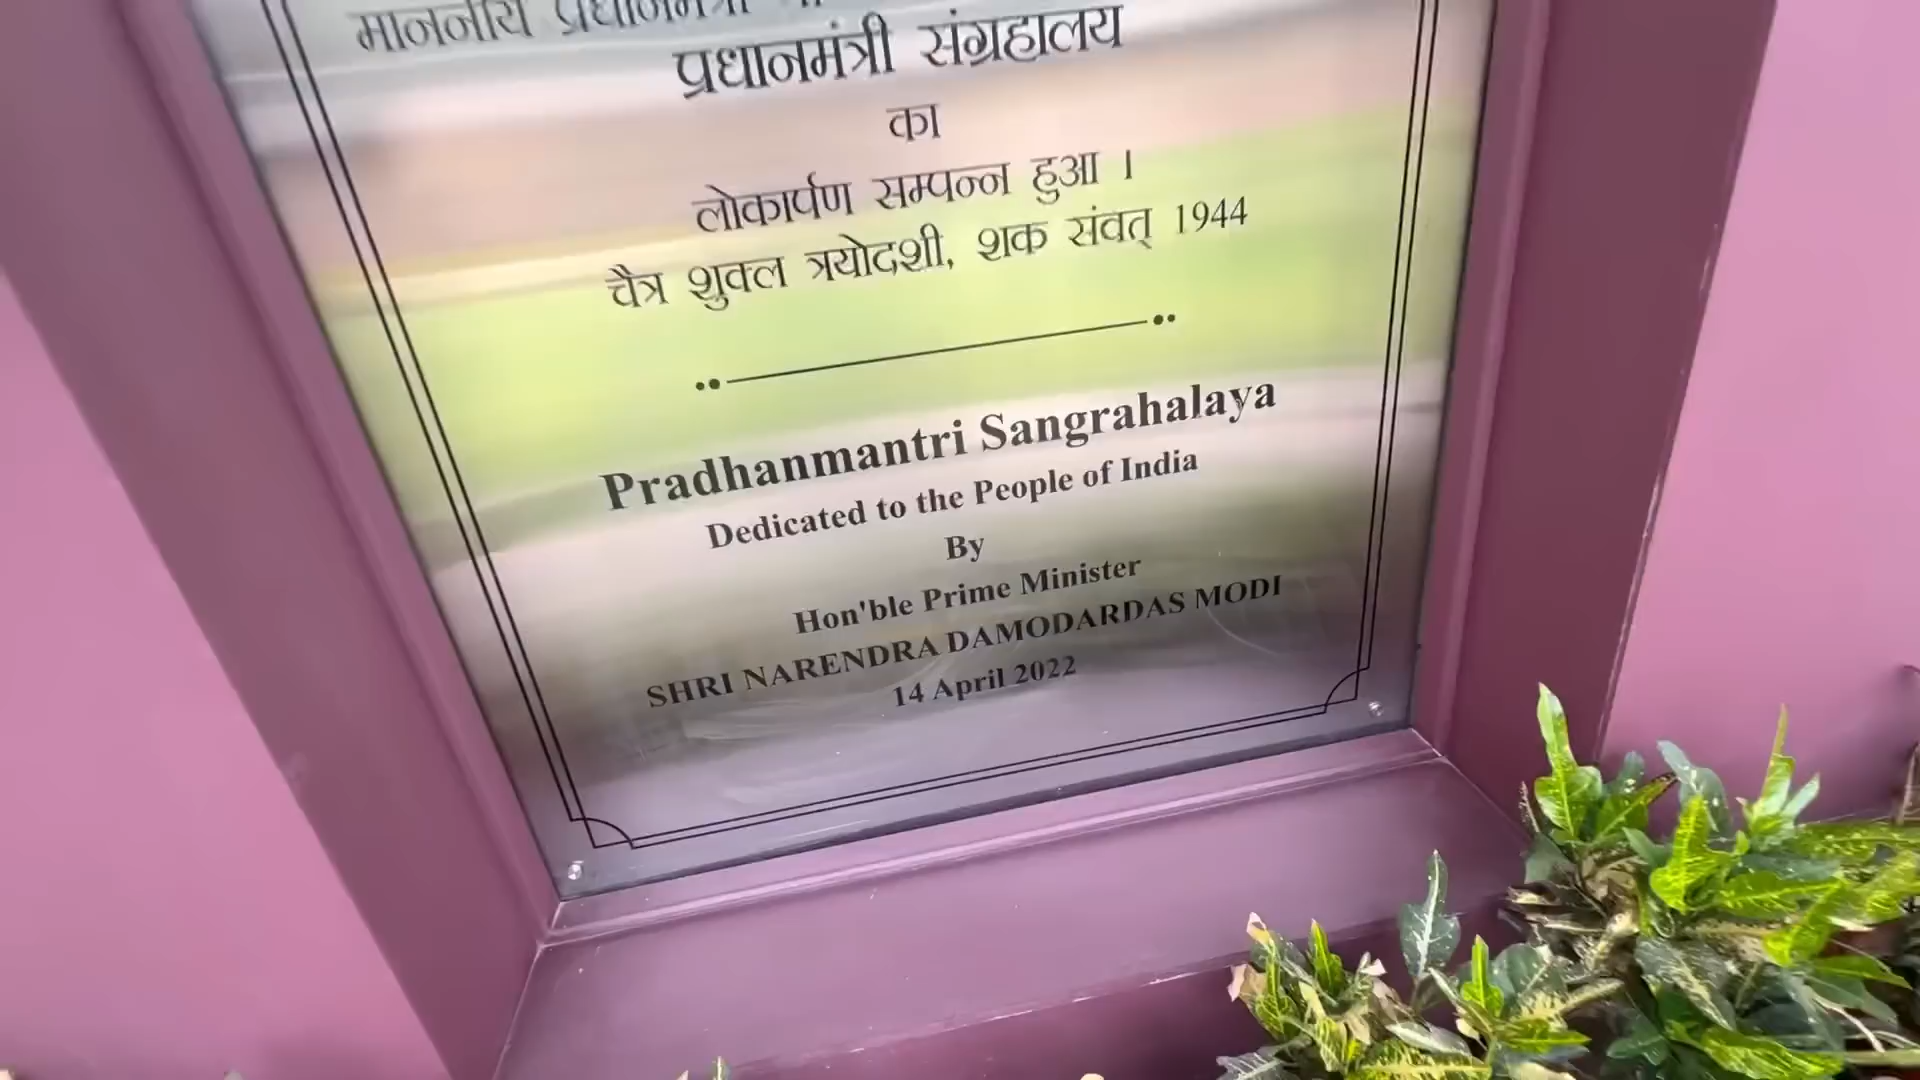 माननीय प्रधानमंत्री
प्रधानमंत्री संग्रहालय
का
लोकार्पण सम्पन्न हुआ ।
चैत्र शुक्ल त्रयोदशी, शक संवत् 1944
Pradhanmantri Sangrahalaya
Dedicated to the People of India
By
Hon'ble Prime Minister
SHRI NARENDRA DAMODARDAS MODI
14 April 2022